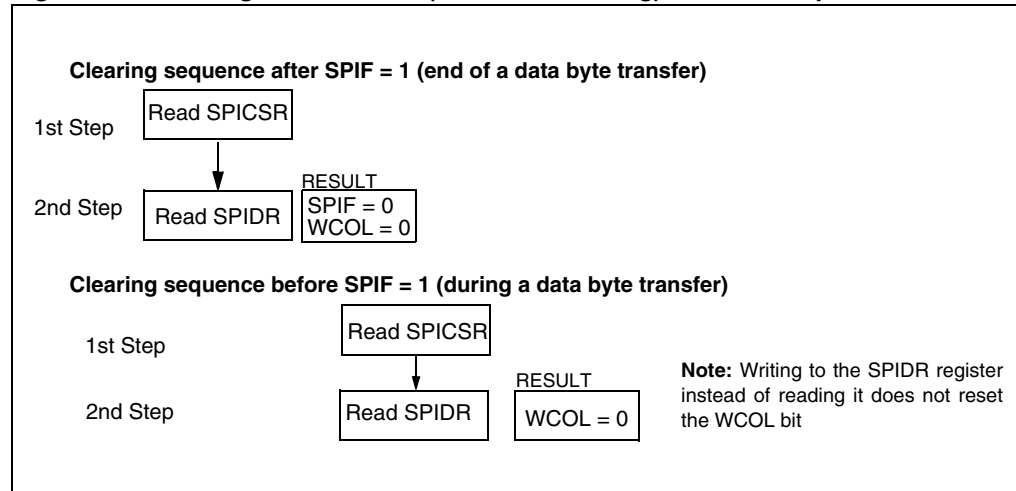 Clearing sequence after SPIF = 1 (end of a data byte transfer)
1st Step
Read SPICSR
2nd Step
Read SPIDR
RESULT
SPIF = 0
WCOL = 0
Clearing sequence before SPIF = 1 (during a data byte transfer)
1st Step
Read SPICSR
2nd Step
Read SPIDR
RESULT
WCOL = 0
Note: Writing to the SPIDR register
instead of reading it does not reset
the WCOL bit